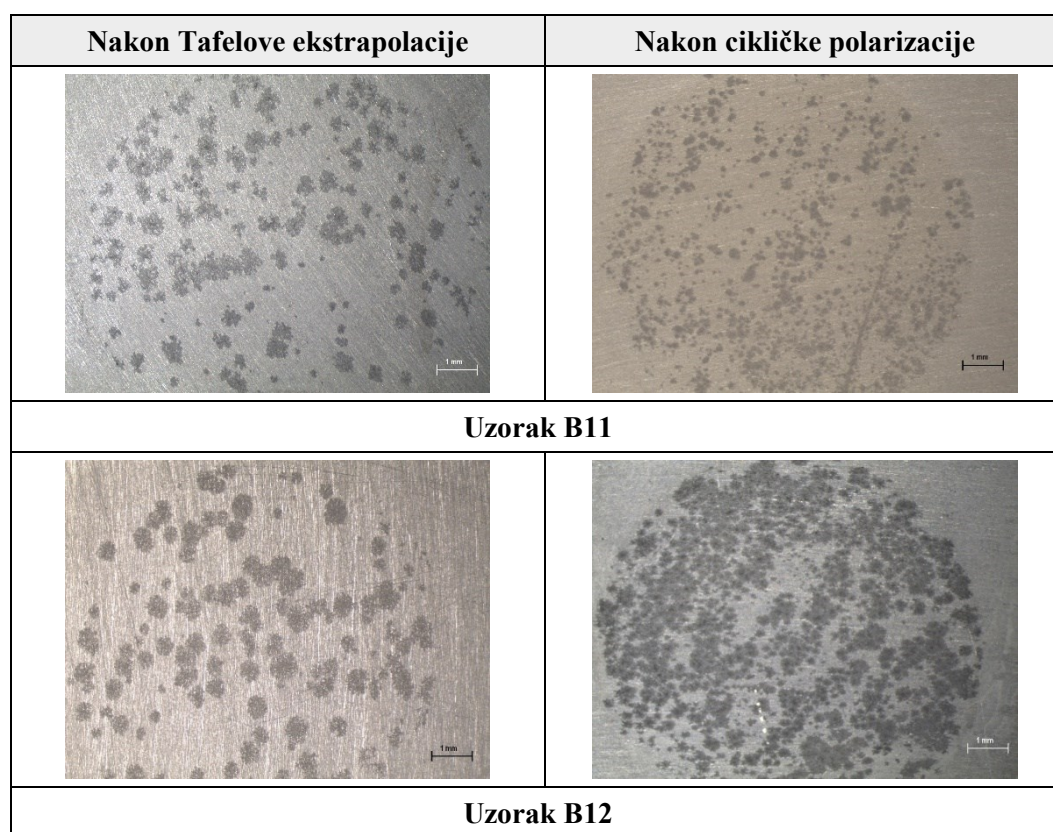 Nakon Tafelove ekstrapolacije
Nakon cikličke polarizacije
1 mm
1 mm
Uzorak B11
1 mm
1 mm
Uzorak B12